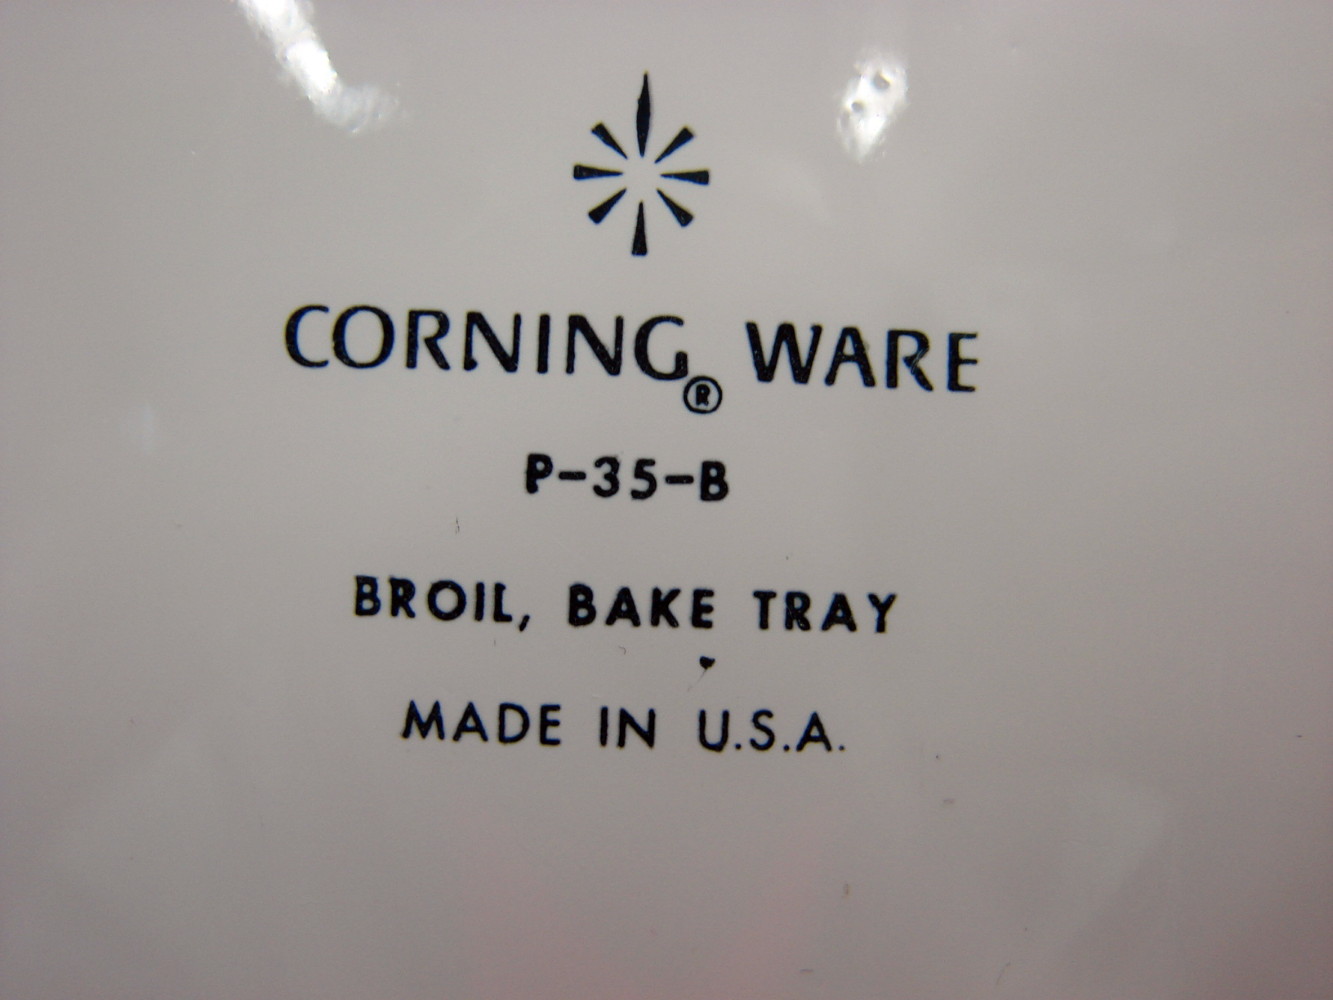 CORNING® WARE
P-35-B
BROIL, BAKE TRAY
MADE IN U.S.A.